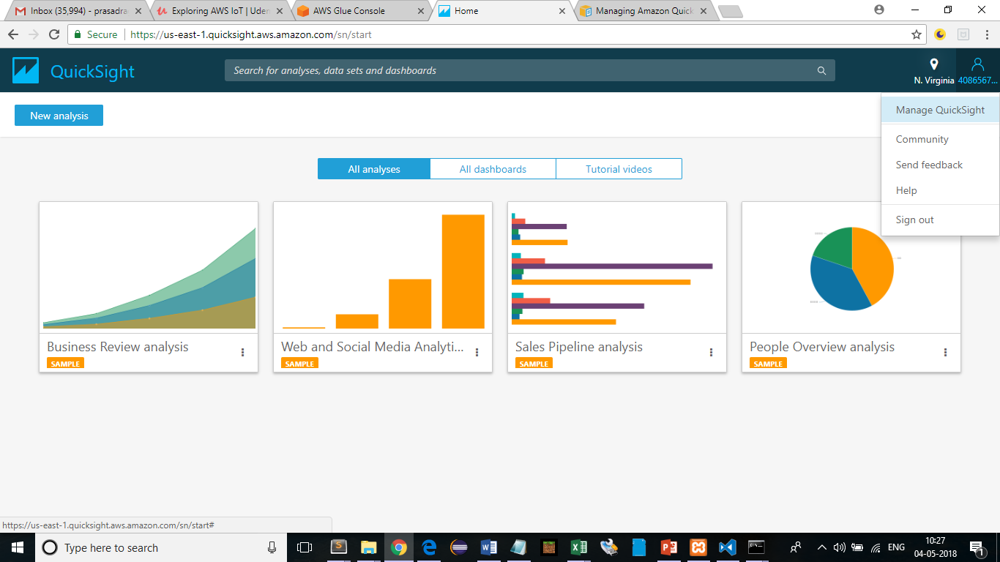 Inbox (35,994) - prasadra
Exploring AWS IoT | Uden
AWS Glue Console
Home
Managing Amazon Quick
Secure
https://us-east-1.quicksight.aws.amazon.com/sn/start
QuickSight
Search for analyses, data sets and dashboards
N. Virginia
4086567...
New analysis
Manage QuickSight
Community
Send feedback
Help
Sign out
All analyses
All dashboards
Tutorial videos
Business Review analysis
SAMPLE
Web and Social Media Analyti...
SAMPLE
Sales Pipeline analysis
SAMPLE
People Overview analysis
SAMPLE
https://us-east-1.quicksight.aws.amazon.com/sn/start#
Type here to search
ENG
10:27
04-05-2018
1